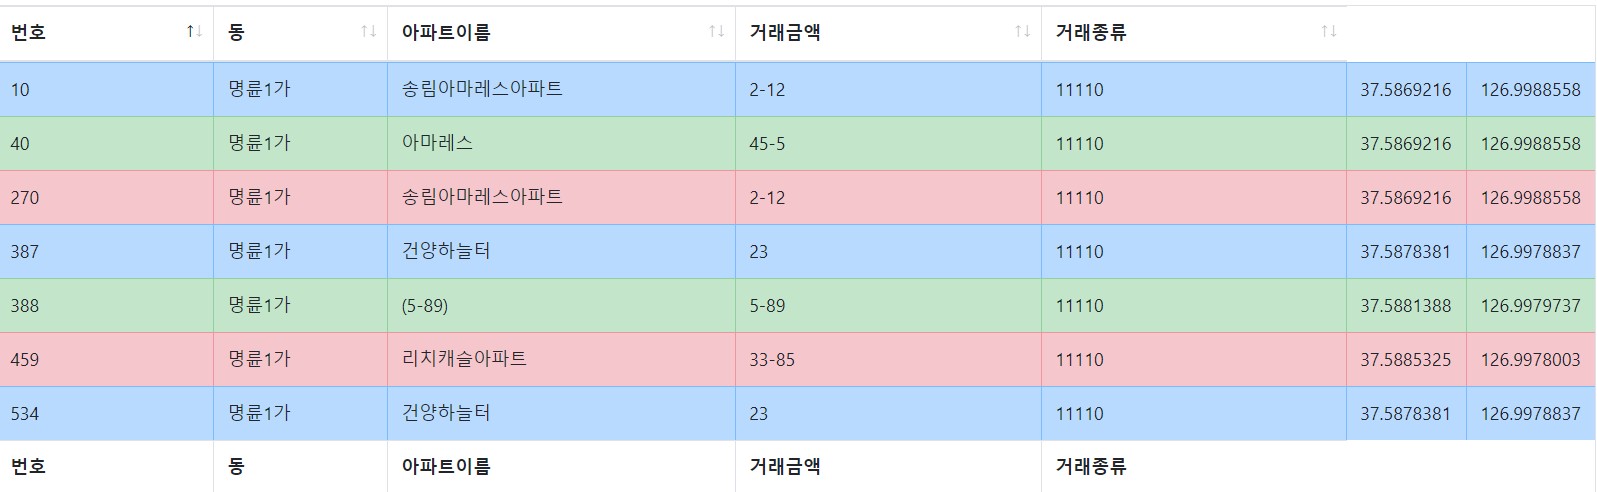 번호 동 아파트이름 거래금액 거래종류
10 명륜1가 송림아마레스아파트 2-12 11110 37.5869216 126.9988558
40 명륜1가 아마레스 45-5 11110 37.5869216 126.9988558
270 명륜1가 송림아마레스아파트 2-12 11110 37.5869216 126.9988558
387 명륜1가 건양하늘터 23 11110 37.5878381 126.9978837
388 명륜1가 (5-89) 5-89 11110 37.5881388 126.9979737
459 명륜1가 리치캐슬아파트 33-85 11110 37.5885325 126.9978003
534 명륜1가 건양하늘터 23 11110 37.5878381 126.9978837
번호 동 아파트이름 거래금액 거래종류